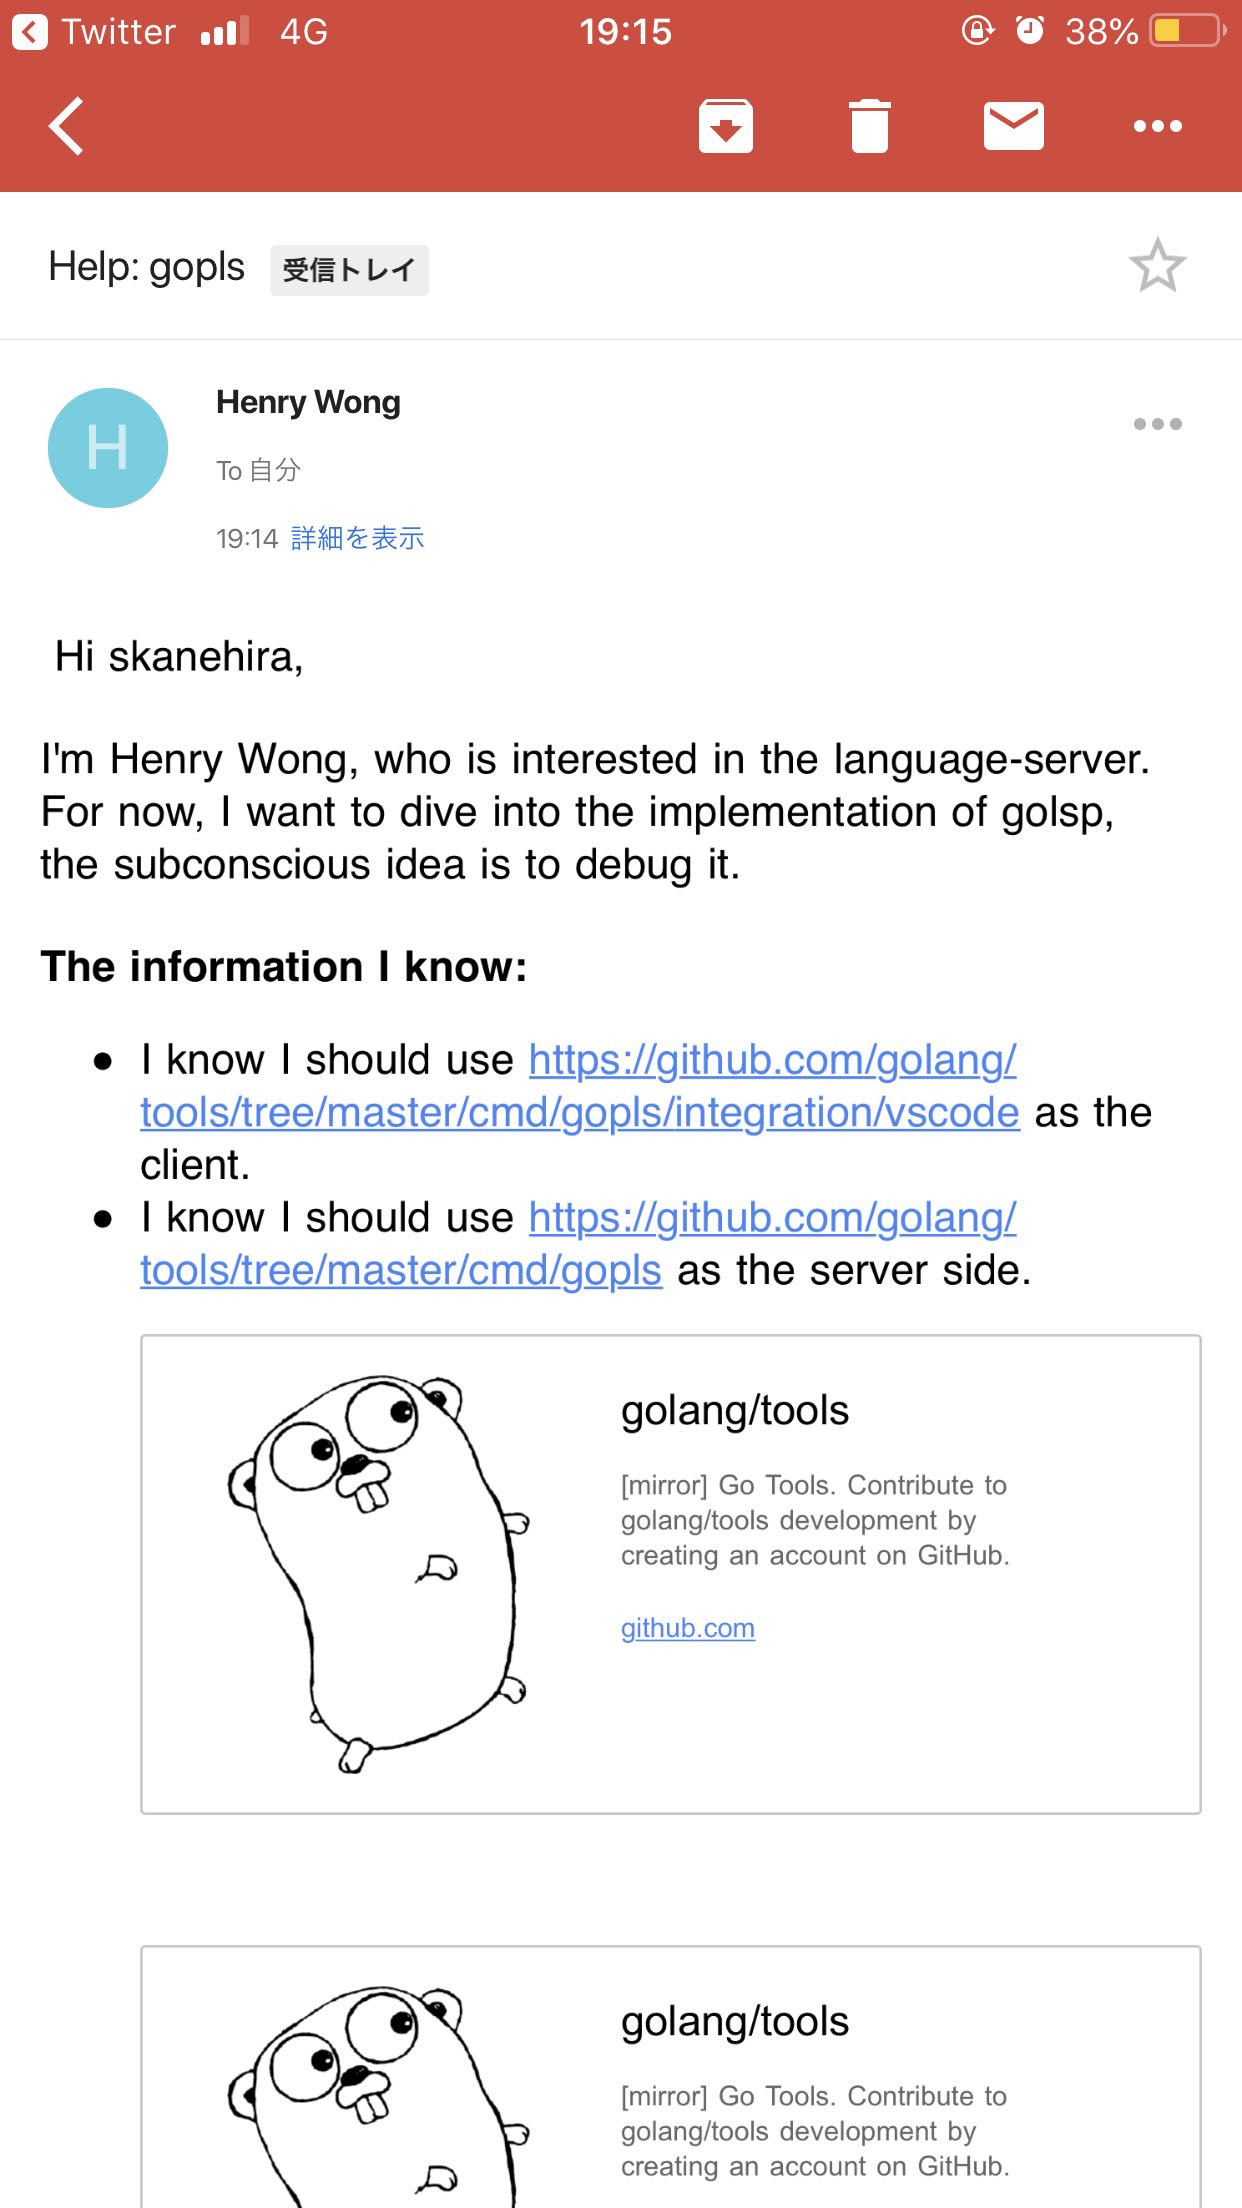 Twitter 4G 19:15 38%
Help: gopls 受信トレイ
H
Henry Wong
To 自分
19:14 詳細を表示
Hi skanehira,
I'm Henry Wong, who is interested in the language-server.
For now, I want to dive into the implementation of golsp,
the subconscious idea is to debug it.
The information I know:
● I know I should use https://github.com/golang/
tools/tree/master/cmd/gopls/integration/vscode as the
client.
● I know I should use https://github.com/golang/
tools/tree/master/cmd/gopls as the server side.
golang/tools
[mirror] Go Tools. Contribute to
golang/tools development by
creating an account on GitHub.
github.com
golang/tools
[mirror] Go Tools. Contribute to
golang/tools development by
creating an account on GitHub.